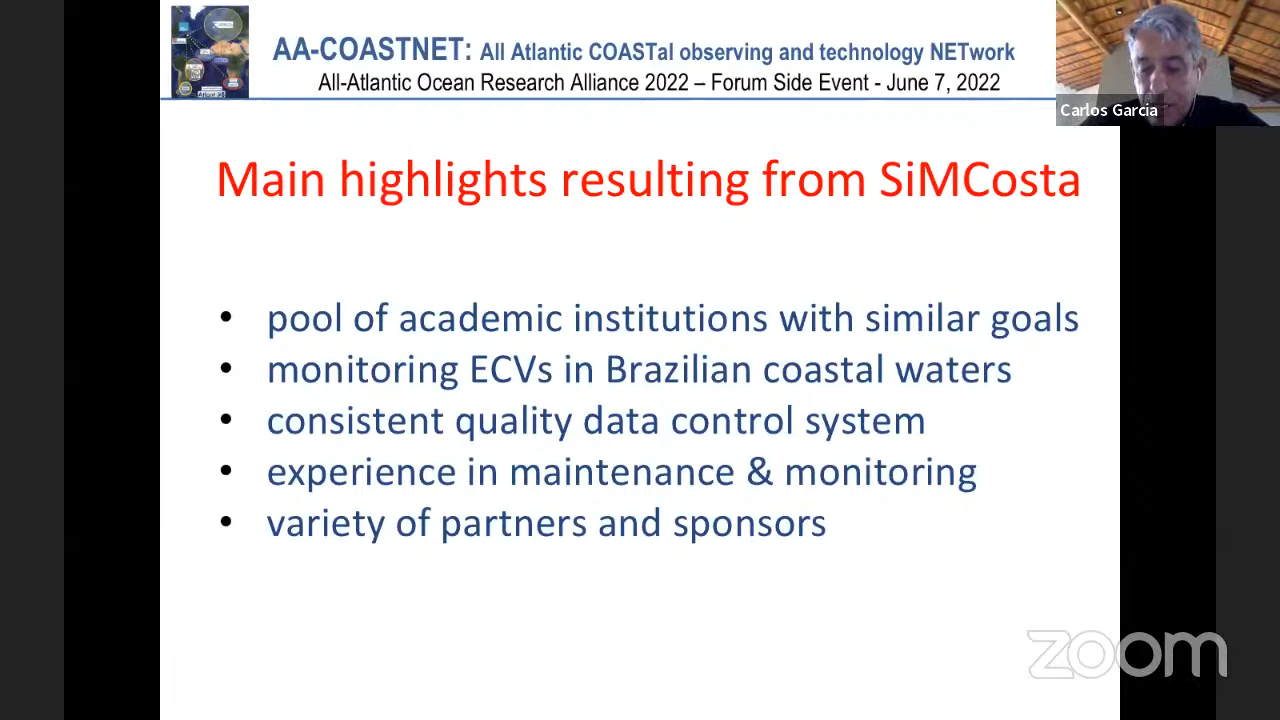 AA-COASTNET: All Atlantic COASTal observing and technology NETwork
All-Atlantic Ocean Research Alliance 2022 – Forum Side Event - June 7, 2022
Carlos Garcia
Main highlights resulting from SiMCosta
• pool of academic institutions with similar goals
• monitoring ECVs in Brazilian coastal waters
• consistent quality data control system
• experience in maintenance & monitoring
• variety of partners and sponsors
zoom